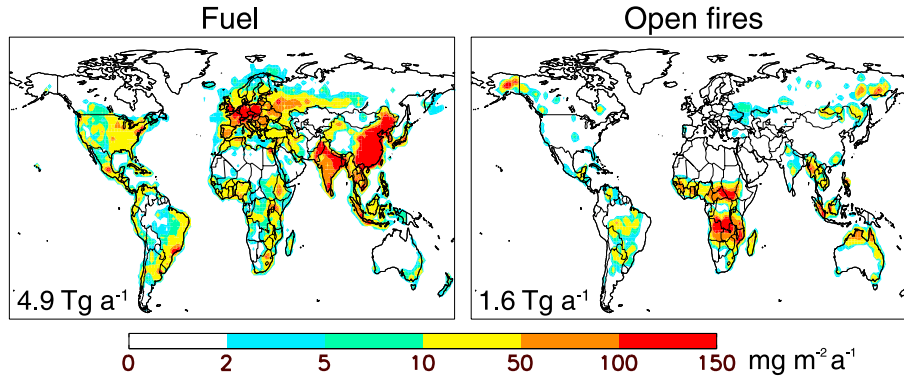 Fuel
Open fires
4.9 Tg a⁻¹
1.6 Tg a⁻¹
0 2 5 10 50 100 150 mg m⁻² a⁻¹